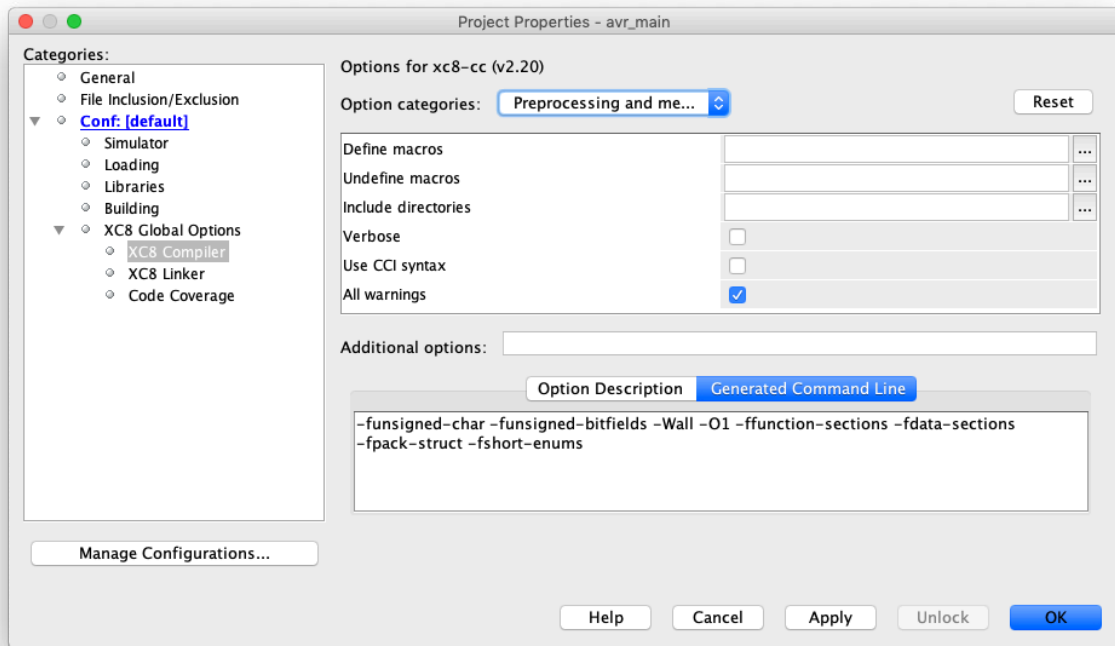 Project Properties - avr_main
Categories:
General
File Inclusion/Exclusion
Conf: [default]
Simulator
Loading
Libraries
Building
XC8 Global Options
XC8 Compiler
XC8 Linker
Code Coverage
Manage Configurations...
Options for xc8-cc (v2.20)
Option categories: Preprocessing and me... Reset
Define macros ...
Undefine macros ...
Include directories ...
Verbose
Use CCI syntax
All warnings
Additional options:
Option Description Generated Command Line
-funsigned-char -funsigned-bitfields -Wall -O1 -ffunction-sections -fdata-sections
-fpack-struct -fshort-enums
Help Cancel Apply Unlock OK